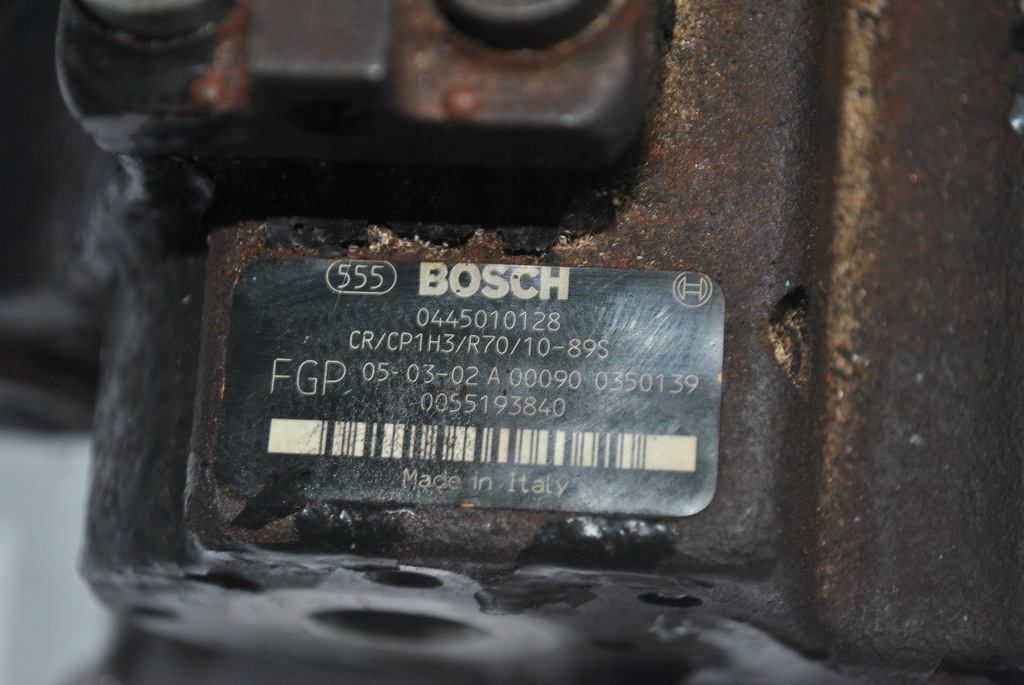 555 BOSCH
0445010128
CR/CP1H3/R70/10-89S
FGP, 05-03-02 A 00090 0350139
0055193840
Made in Italy